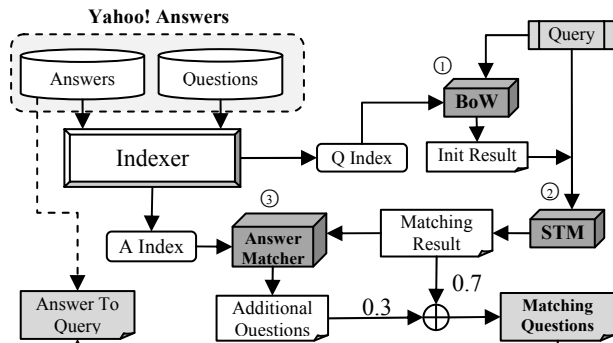 Yahoo! Answers
Query
Answers
Questions
①
BoW
Indexer
Q Index
Init Result
②
③
A Index
Answer
Matcher
Matching
Result
STM
0.7
Answer To
Query
Additional
Ouestions
0.3
Matching
Questions